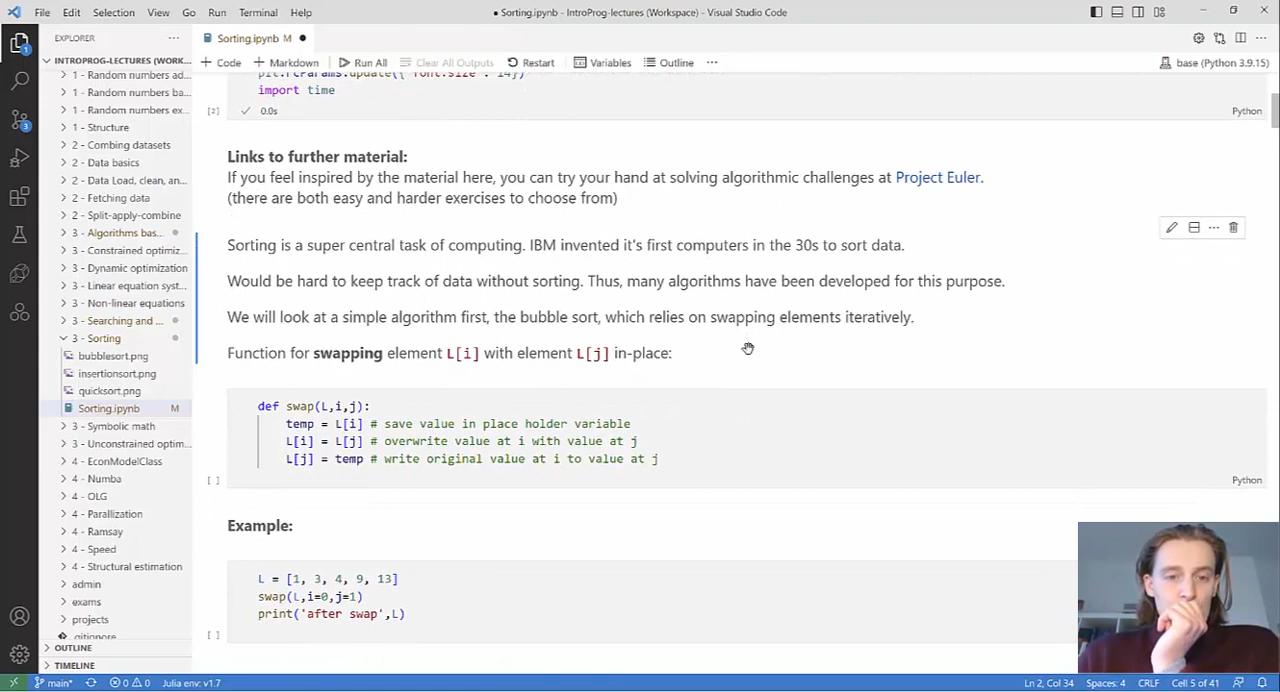 File Edit Selection View Go Run Terminal Help
● Sorting.ipynb - IntroProg-lectures (Workspace) - Visual Studio Code
EXPLORER ···
Sorting.ipynb M ●
INTROPROG-LECTURES (WORK...
+ Code + Markdown Run All Clear All Outputs Restart Variables Outline ···
base (Python 3.9.15)
1 - Random numbers ad...
1 - Random numbers ba...
1 - Random numbers ex...
1 - Structure
2 - Combing datasets
2 - Data basics
2 - Data Load, clean, an...
2 - Fetching data
2 - Split-apply-combine
3 - Algorithms bas...
3 - Constrained optimiz...
3 - Dynamic optimization
3 - Linear equation syst...
3 - Non-linear equations
3 - Searching and ...
3 - Sorting
bubblesort.png
insertionsort.png
quicksort.png
Sorting.ipynb M
3 - Symbolic math
3 - Unconstrained optim...
4 - EconModelClass
4 - Numba
4 - OLG
4 - Parallization
4 - Ramsay
4 - Speed
4 - Structural estimation
admin
exams
projects
.gitignore
OUTLINE
TIMELINE
plt.rcParams.update({'font.size': 14})
import time
[2] ✓ 0.0s
Python
Links to further material:
If you feel inspired by the material here, you can try your hand at solving algorithmic challenges at Project Euler.
(there are both easy and harder exercises to choose from)
Sorting is a super central task of computing. IBM invented it's first computers in the 30s to sort data.
Would be hard to keep track of data without sorting. Thus, many algorithms have been developed for this purpose.
We will look at a simple algorithm first, the bubble sort, which relies on swapping elements iteratively.
Function for swapping element L[i] with element L[j] in-place:
def swap(L,i,j):
temp = L[i] # save value in place holder variable
L[i] = L[j] # overwrite value at i with value at j
L[j] = temp # write original value at i to value at j
[ ]
Python
Example:
L = [1, 3, 4, 9, 13]
swap(L,i=0,j=1)
print('after swap',L)
[ ]
main* 0 0 Julia env: v1.7
Ln 2, Col 34 Spaces: 4 CRLF Cell 5 of 41